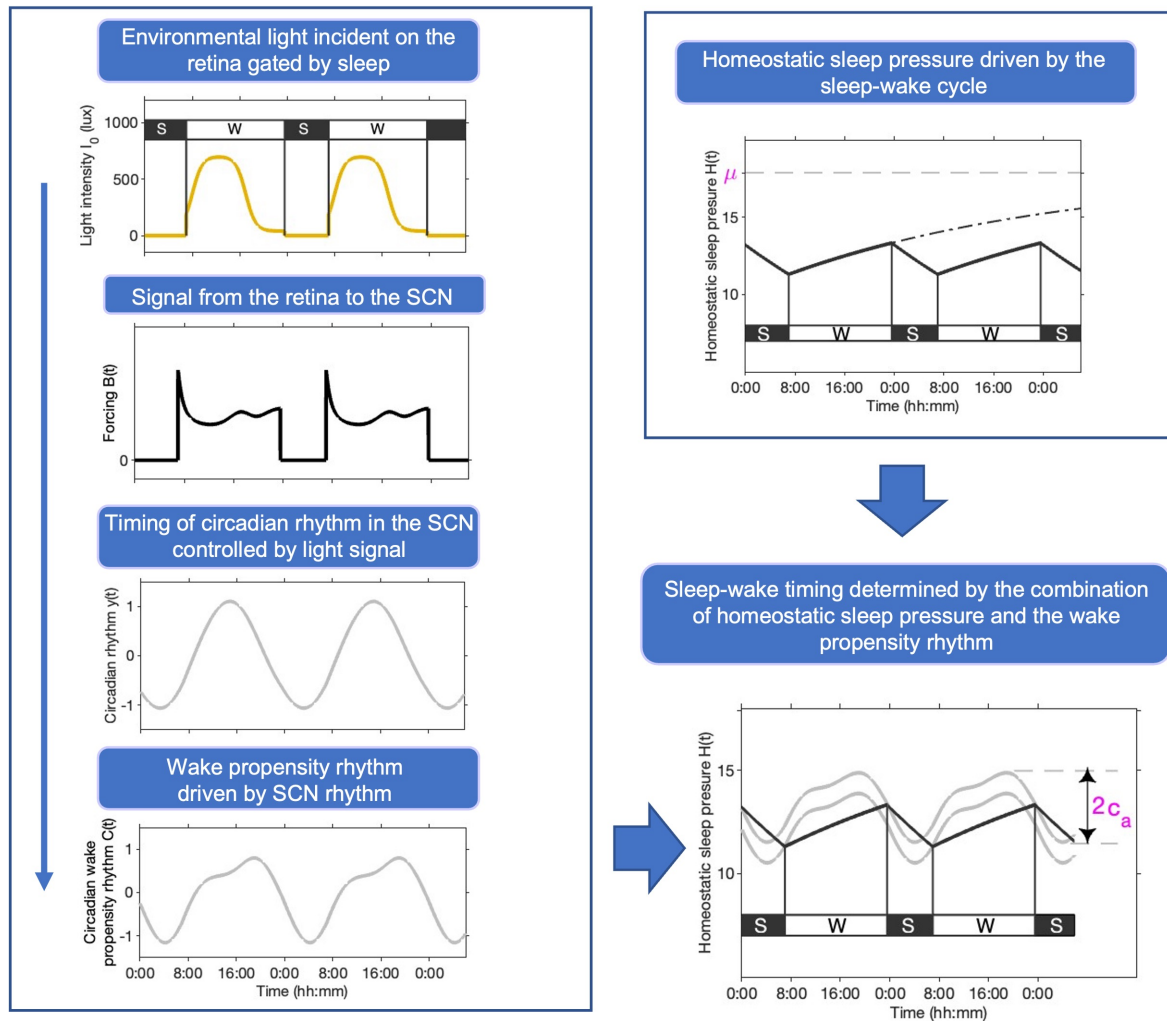 Environmental light incident on the
retina gated by sleep
Light intensity I_0 (lux)
1000
500
0
S W S W
Signal from the retina to the SCN
Forcing B(t)
0
Timing of circadian rhythm in the SCN
controlled by light signal
Circadian rhythm y(t)
1
0
-1
Wake propensity rhythm
driven by SCN rhythm
Circadian wake
propensity rhythm C(t)
1
0
-1
0:00 8:00 16:00 0:00 8:00 16:00 0:00
Time (hh:mm)
Homeostatic sleep pressure driven by the
sleep-wake cycle
Homeostatic sleep presure H(t)
μ
15
10
S W S W S
0:00 8:00 16:00 0:00 8:00 16:00 0:00
Time (hh:mm)
Sleep-wake timing determined by the combination
of homeostatic sleep pressure and the wake
propensity rhythm
Homeostatic sleep presure H(t)
15
10
2c_a
S W S W S
0:00 8:00 16:00 0:00 8:00 16:00 0:00
Time (hh:mm)